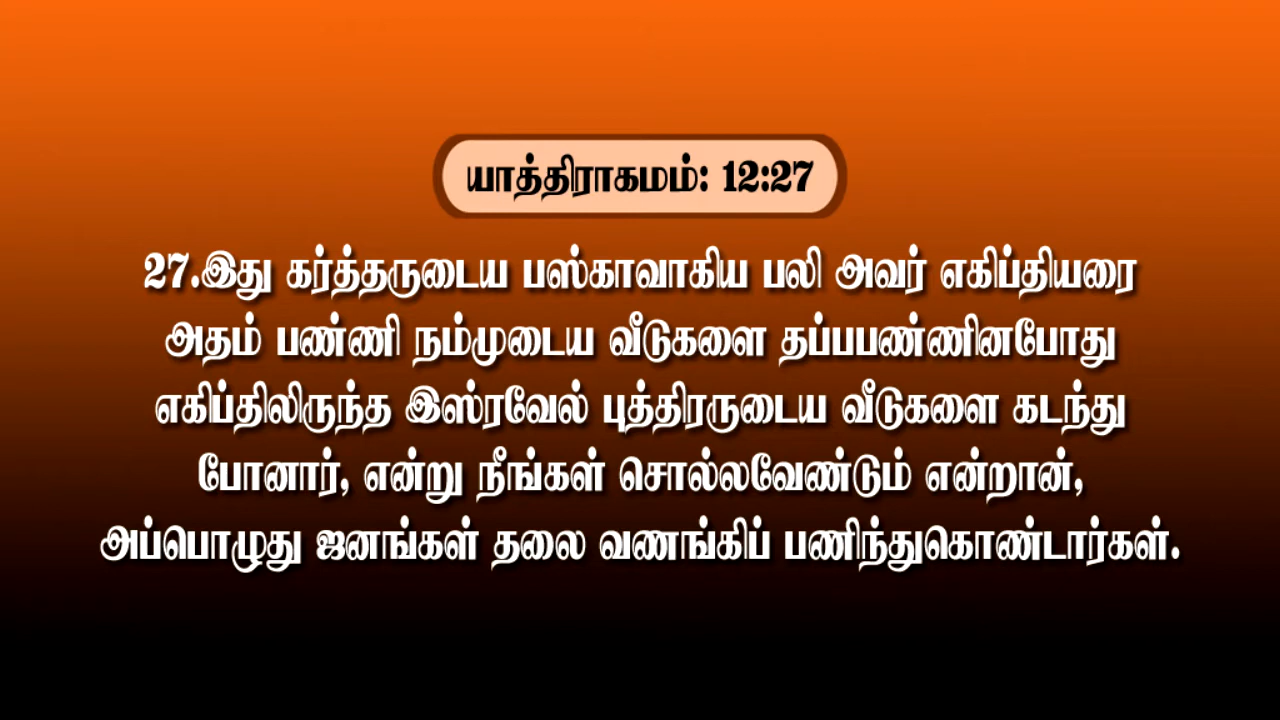 யாத்திராகமம்: 12:27
27.இது கர்த்தருடைய பஸ்காவாகிய பலி அவர் எகிப்தியரை
அதம் பண்ணி நம்முடைய வீடுகளை தப்பபண்ணினபோது
எகிப்திலிருந்த இஸ்ரவேல் புத்திரருடைய வீடுகளை கடந்து
போனார், என்று நீங்கள் சொல்லவேண்டும் என்றான்,
அப்பொழுது ஜனங்கள் தலை வணங்கிப் பணிந்துகொண்டார்கள்.